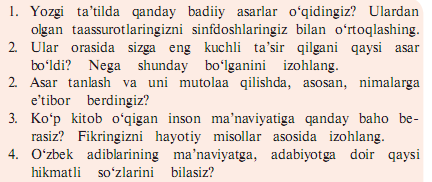 1. Yozgi ta’tilda qanday badiiy asarlar o‘qidingiz? Ulardan
olgan taassurotlaringizni sinfdoshlaringiz bilan o‘rtoqlashing.
2. Ular orasida sizga eng kuchli ta’sir qilgani qaysi asar
bo‘ldi? Nega shunday bo‘lganini izohlang.
2. Asar tanlash va uni mutolaa qilishda, asosan, nimalarga
e’tibor berdingiz?
3. Ko‘p kitob o‘qigan inson ma’naviyatiga qanday baho be-
rasiz? Fikringizni hayotiy misollar asosida izohlang.
4. O‘zbek adiblarining ma’naviyatga, adabiyotga doir qaysi
hikmatli so‘zlarini bilasiz?